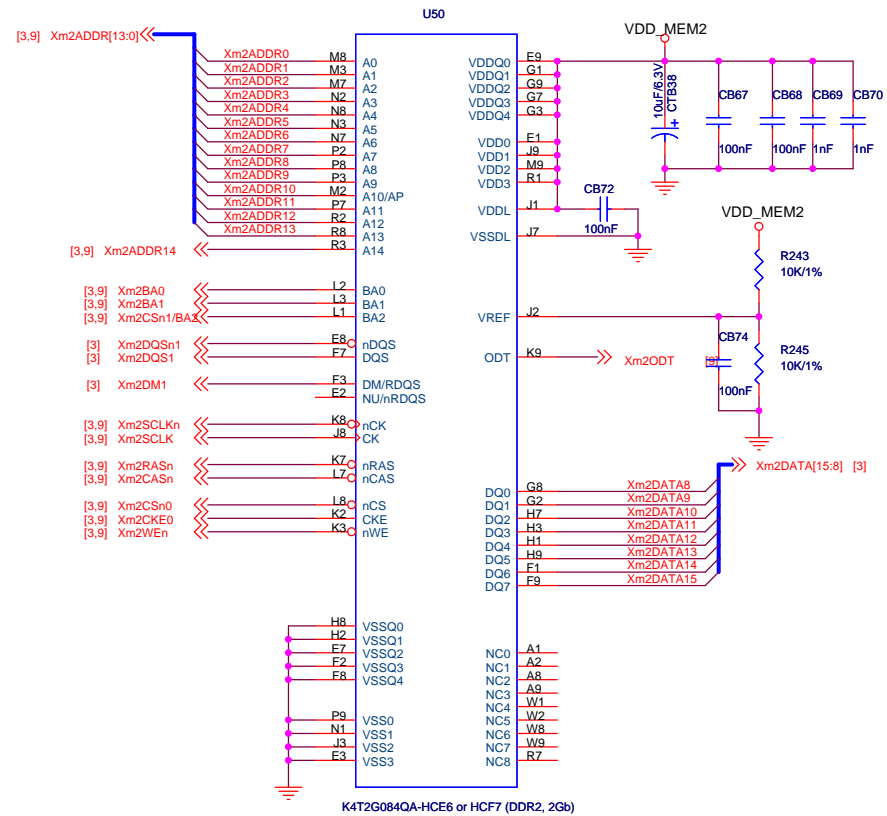 U50
[3,9] Xm2ADDR[13:0]
VDD_MEM2
Xm2ADDR0 M8 A0 VDDQ0 E9
Xm2ADDR1 M3 A1 VDDQ1 G1
Xm2ADDR2 M7 A2 VDDQ2 G9
Xm2ADDR3 N2 A3 VDDQ3 G7
Xm2ADDR4 N8 A4 VDDQ4 G3
10uF/6.3V CTB38 +
CB67 CB68 CB69 CB70
100nF 100nF 1nF 1nF
Xm2ADDR5 N3 A5
Xm2ADDR6 N7 A6 VDD0 E1
Xm2ADDR7 P2 A7 VDD1 J9
Xm2ADDR8 P8 A8 VDD2 M9
Xm2ADDR9 P3 A9 VDD3 R1
Xm2ADDR10 M2 A10/AP
Xm2ADDR11 P7 A11 VDDL J1
Xm2ADDR12 R2 A12
Xm2ADDR13 R8 A13 VSSDL J7
CB72
100nF
[3,9] Xm2ADDR14 R3 A14
VDD_MEM2
R243
10K/1%
[3,9] Xm2BA0 L2 BA0
[3,9] Xm2BA1 L3 BA1
[3,9] Xm2CSn1/BA2 L1 BA2 VREF J2
[3] Xm2DQSn1 E8 nDQS
[3] Xm2DQS1 F7 DQS ODT K9 Xm2ODT [9]
CB74
100nF
R245
10K/1%
[3] Xm2DM1 F3 DM/RDQS
E2 NU/nRDQS
[3,9] Xm2SCLKn K8 nCK
[3,9] Xm2SCLK J8 CK
[3,9] Xm2RASn K7 nRAS
[3,9] Xm2CASn L7 nCAS
Xm2DATA[15:8] [3]
[3,9] Xm2CSn0 L8 nCS
[3,9] Xm2CKE0 K2 CKE
[3,9] Xm2WEn K3 nWE
DQ0 G8 Xm2DATA8
DQ1 G2 Xm2DATA9
DQ2 H7 Xm2DATA10
DQ3 H3 Xm2DATA11
DQ4 H1 Xm2DATA12
DQ5 H9 Xm2DATA13
DQ6 F1 Xm2DATA14
DQ7 F9 Xm2DATA15
H8 VSSQ0
H2 VSSQ1
E7 VSSQ2
F2 VSSQ3
F8 VSSQ4
P9 VSS0
N1 VSS1
J3 VSS2
E3 VSS3
NC0 A1
NC1 A2
NC2 A8
NC3 A9
NC4 W1
NC5 W2
NC6 W8
NC7 W9
NC8 R7
K4T2G084QA-HCE6 or HCF7 (DDR2, 2Gb)